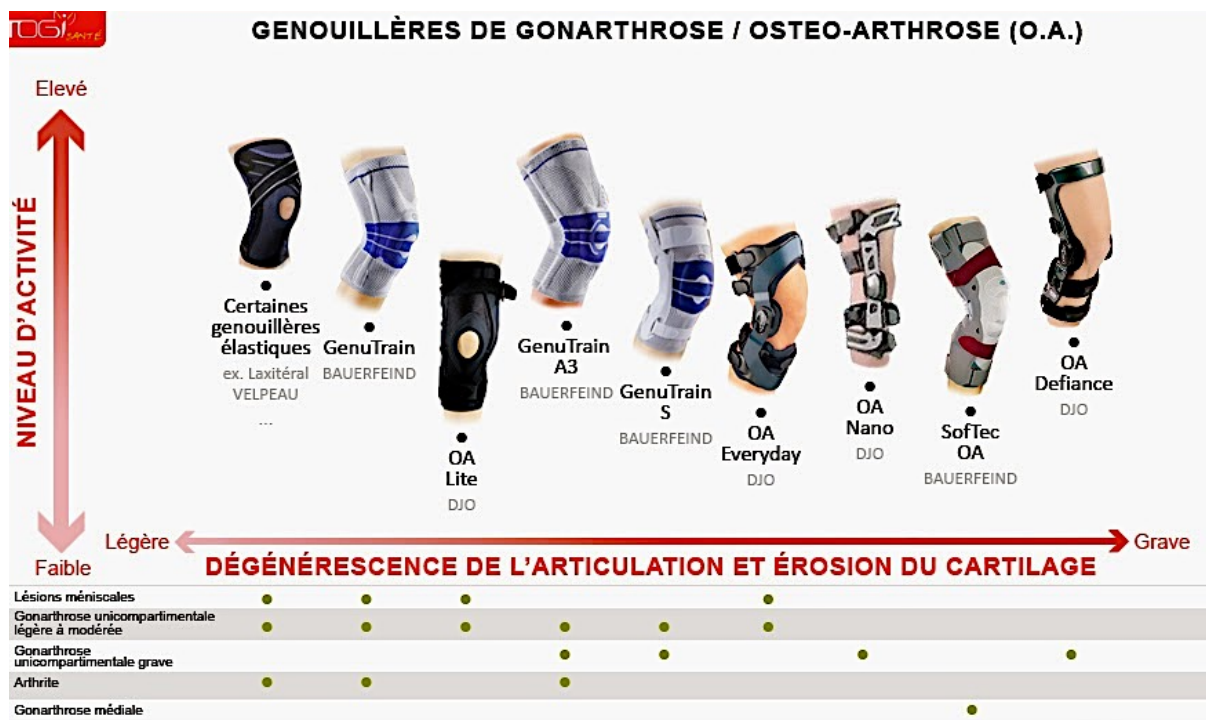 TOGI SANTÉ
GENOUILLÈRES DE GONARTHROSE / OSTEO-ARTHROSE (O.A.)
Elevé
NIVEAU D'ACTIVITÉ
Faible
Certaines
genouillères
élastiques
ex. Laxitéral
VELPEAU
...
GenuTrain
BAUERFEIND
OA
Lite
DJO
GenuTrain
A3
BAUERFEIND
GenuTrain
S
BAUERFEIND
OA
Everyday
DJO
OA
Nano
DJO
SofTec
OA
BAUERFEIND
OA
Defiance
DJO
Légère
Grave
DÉGÉNÉRESCENCE DE L'ARTICULATION ET ÉROSION DU CARTILAGE
Lésions méniscales
Gonarthrose unicompartimentale
légère à modérée
Gonarthrose
unicompartimentale grave
Arthrite
Gonarthrose médiale